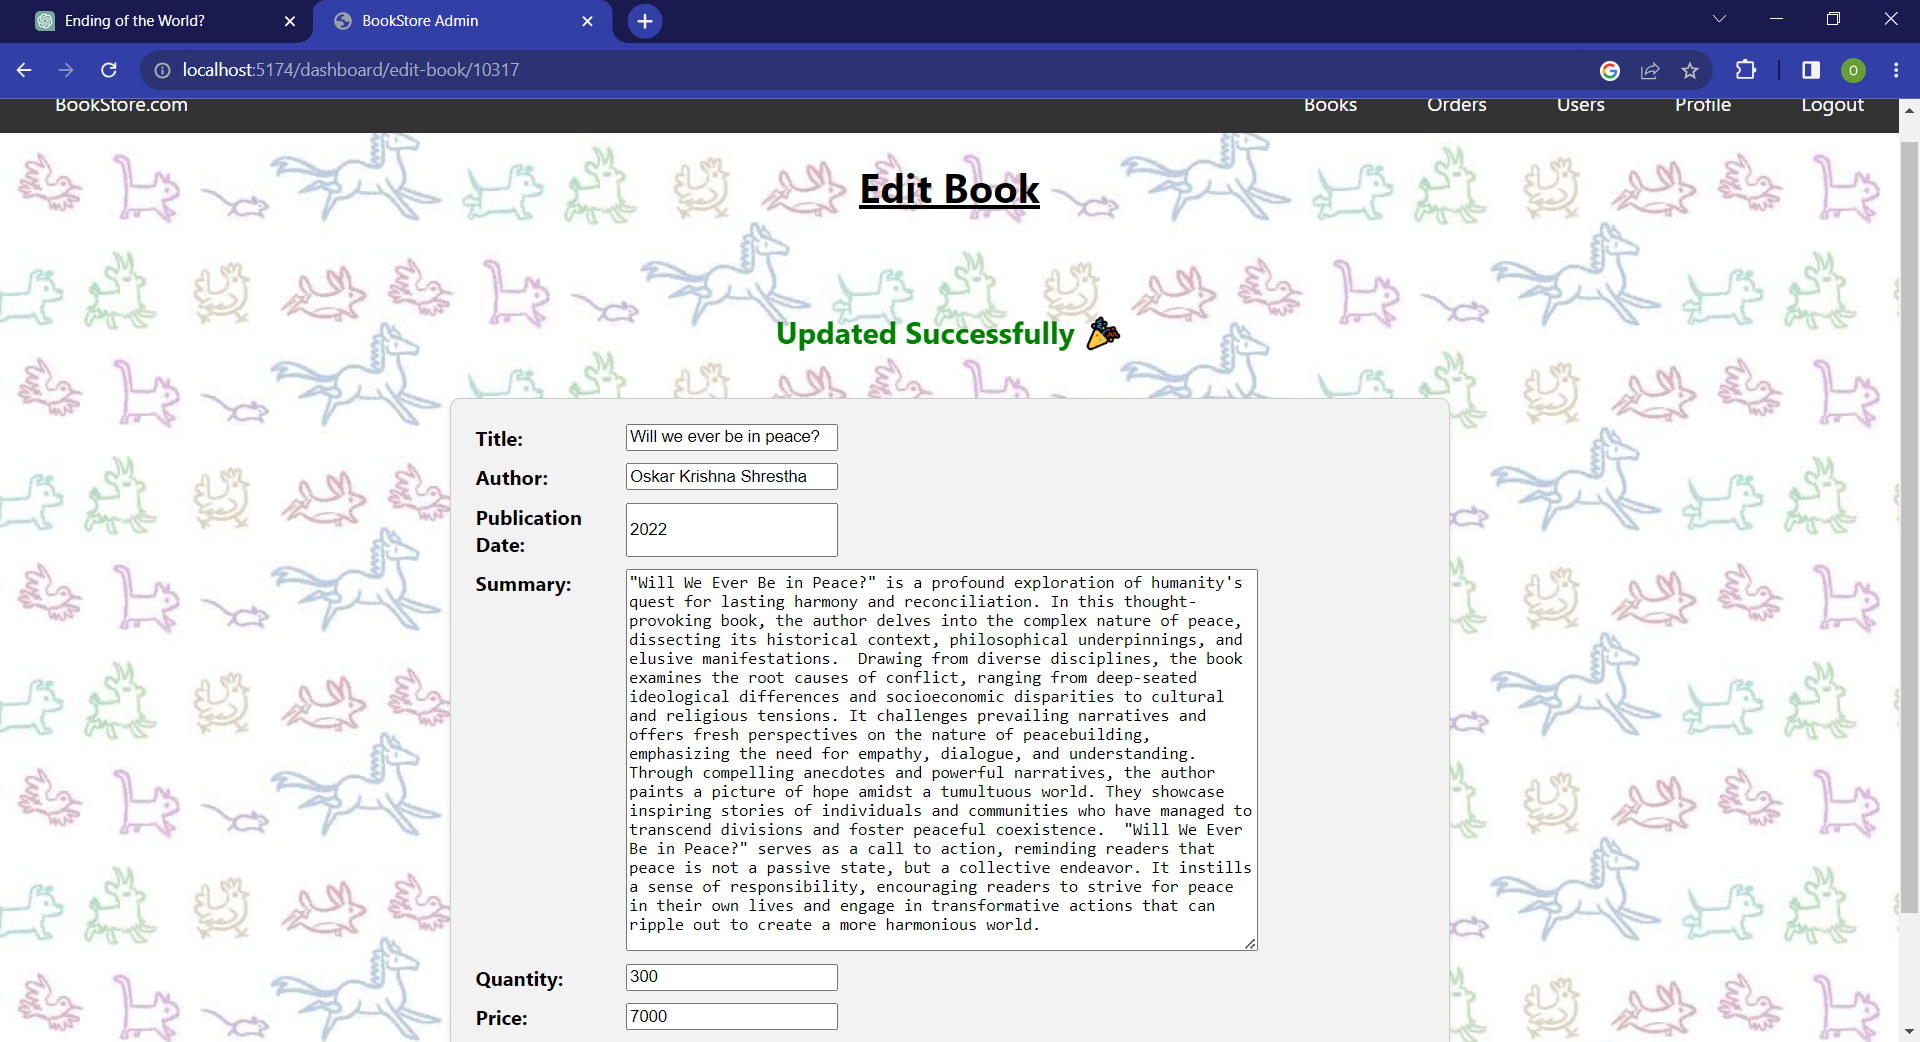 Ending of the World?
BookStore Admin
localhost:5174/dashboard/edit-book/10317
O
BookStore.com
Books
Orders
Users
Profile
Logout
Edit Book
Updated Successfully 🎉
Title:
Will we ever be in peace?
Author:
Oskar Krishna Shrestha
Publication
Date:
2022
Summary:
"Will We Ever Be in Peace?" is a profound exploration of humanity's
quest for lasting harmony and reconciliation. In this thought-
provoking book, the author delves into the complex nature of peace,
dissecting its historical context, philosophical underpinnings, and
elusive manifestations.  Drawing from diverse disciplines, the book
examines the root causes of conflict, ranging from deep-seated
ideological differences and socioeconomic disparities to cultural
and religious tensions. It challenges prevailing narratives and
offers fresh perspectives on the nature of peacebuilding,
emphasizing the need for empathy, dialogue, and understanding.
Through compelling anecdotes and powerful narratives, the author
paints a picture of hope amidst a tumultuous world. They showcase
inspiring stories of individuals and communities who have managed to
transcend divisions and foster peaceful coexistence.  "Will We Ever
Be in Peace?" serves as a call to action, reminding readers that
peace is not a passive state, but a collective endeavor. It instills
a sense of responsibility, encouraging readers to strive for peace
in their own lives and engage in transformative actions that can
ripple out to create a more harmonious world.
Quantity:
300
Price:
7000